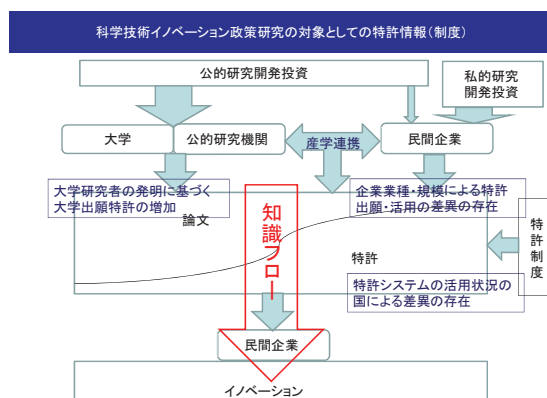 科学技術イノベーション政策研究の対象としての特許情報(制度)
公的研究開発投資
私的研究
開発投資
大学
公的研究機関
産学連携
民間企業
大学研究者の発明に基づく
大学出願特許の増加
企業業種・規模による特許
出願・活用の差異の存在
論文
知識フロー
特許制度
特許
特許システムの活用状況の
国による差異の存在
民間企業
イノベーション